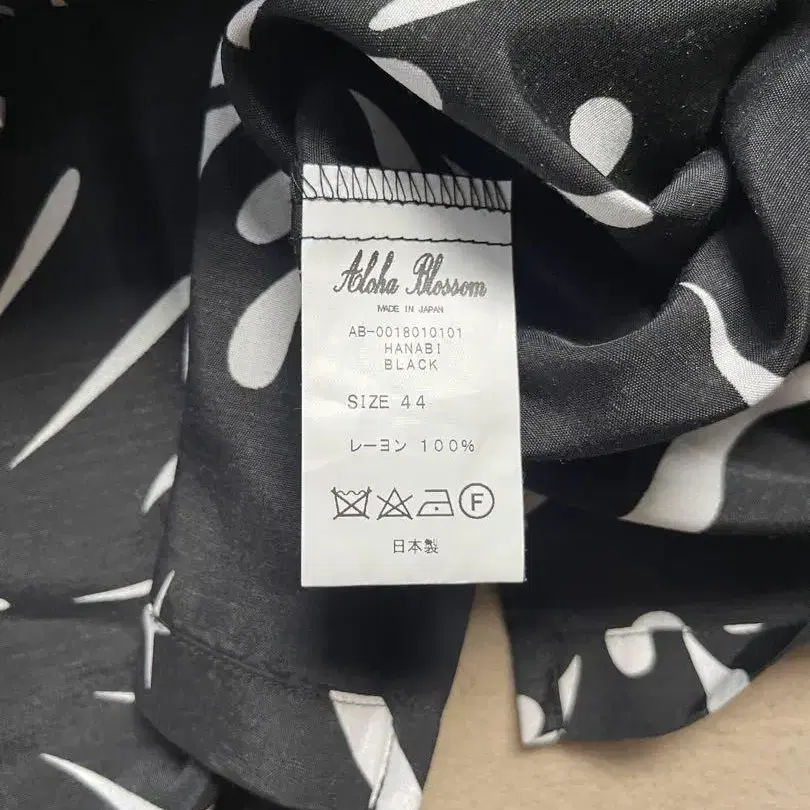 Aloha Blossom
MADE IN JAPAN
AB-0018010101
HANABI
BLACK
SIZE 44
レーヨン 100%
F
日本製